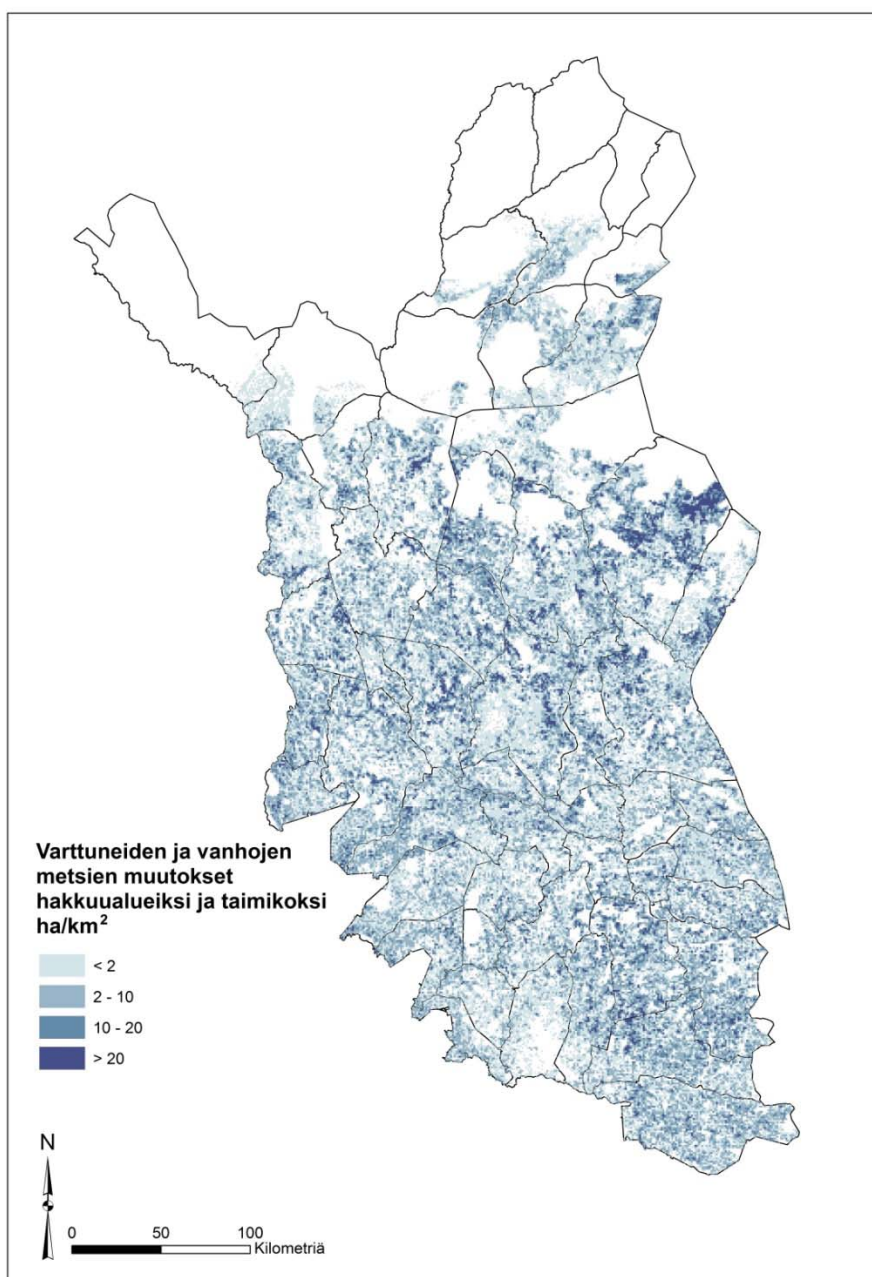 Varttuneiden ja vanhojen
metsien muutokset
hakkuualueiksi ja taimikoksi
ha/km²
< 2
2 - 10
10 - 20
> 20
N
0 50 100
Kilometriä